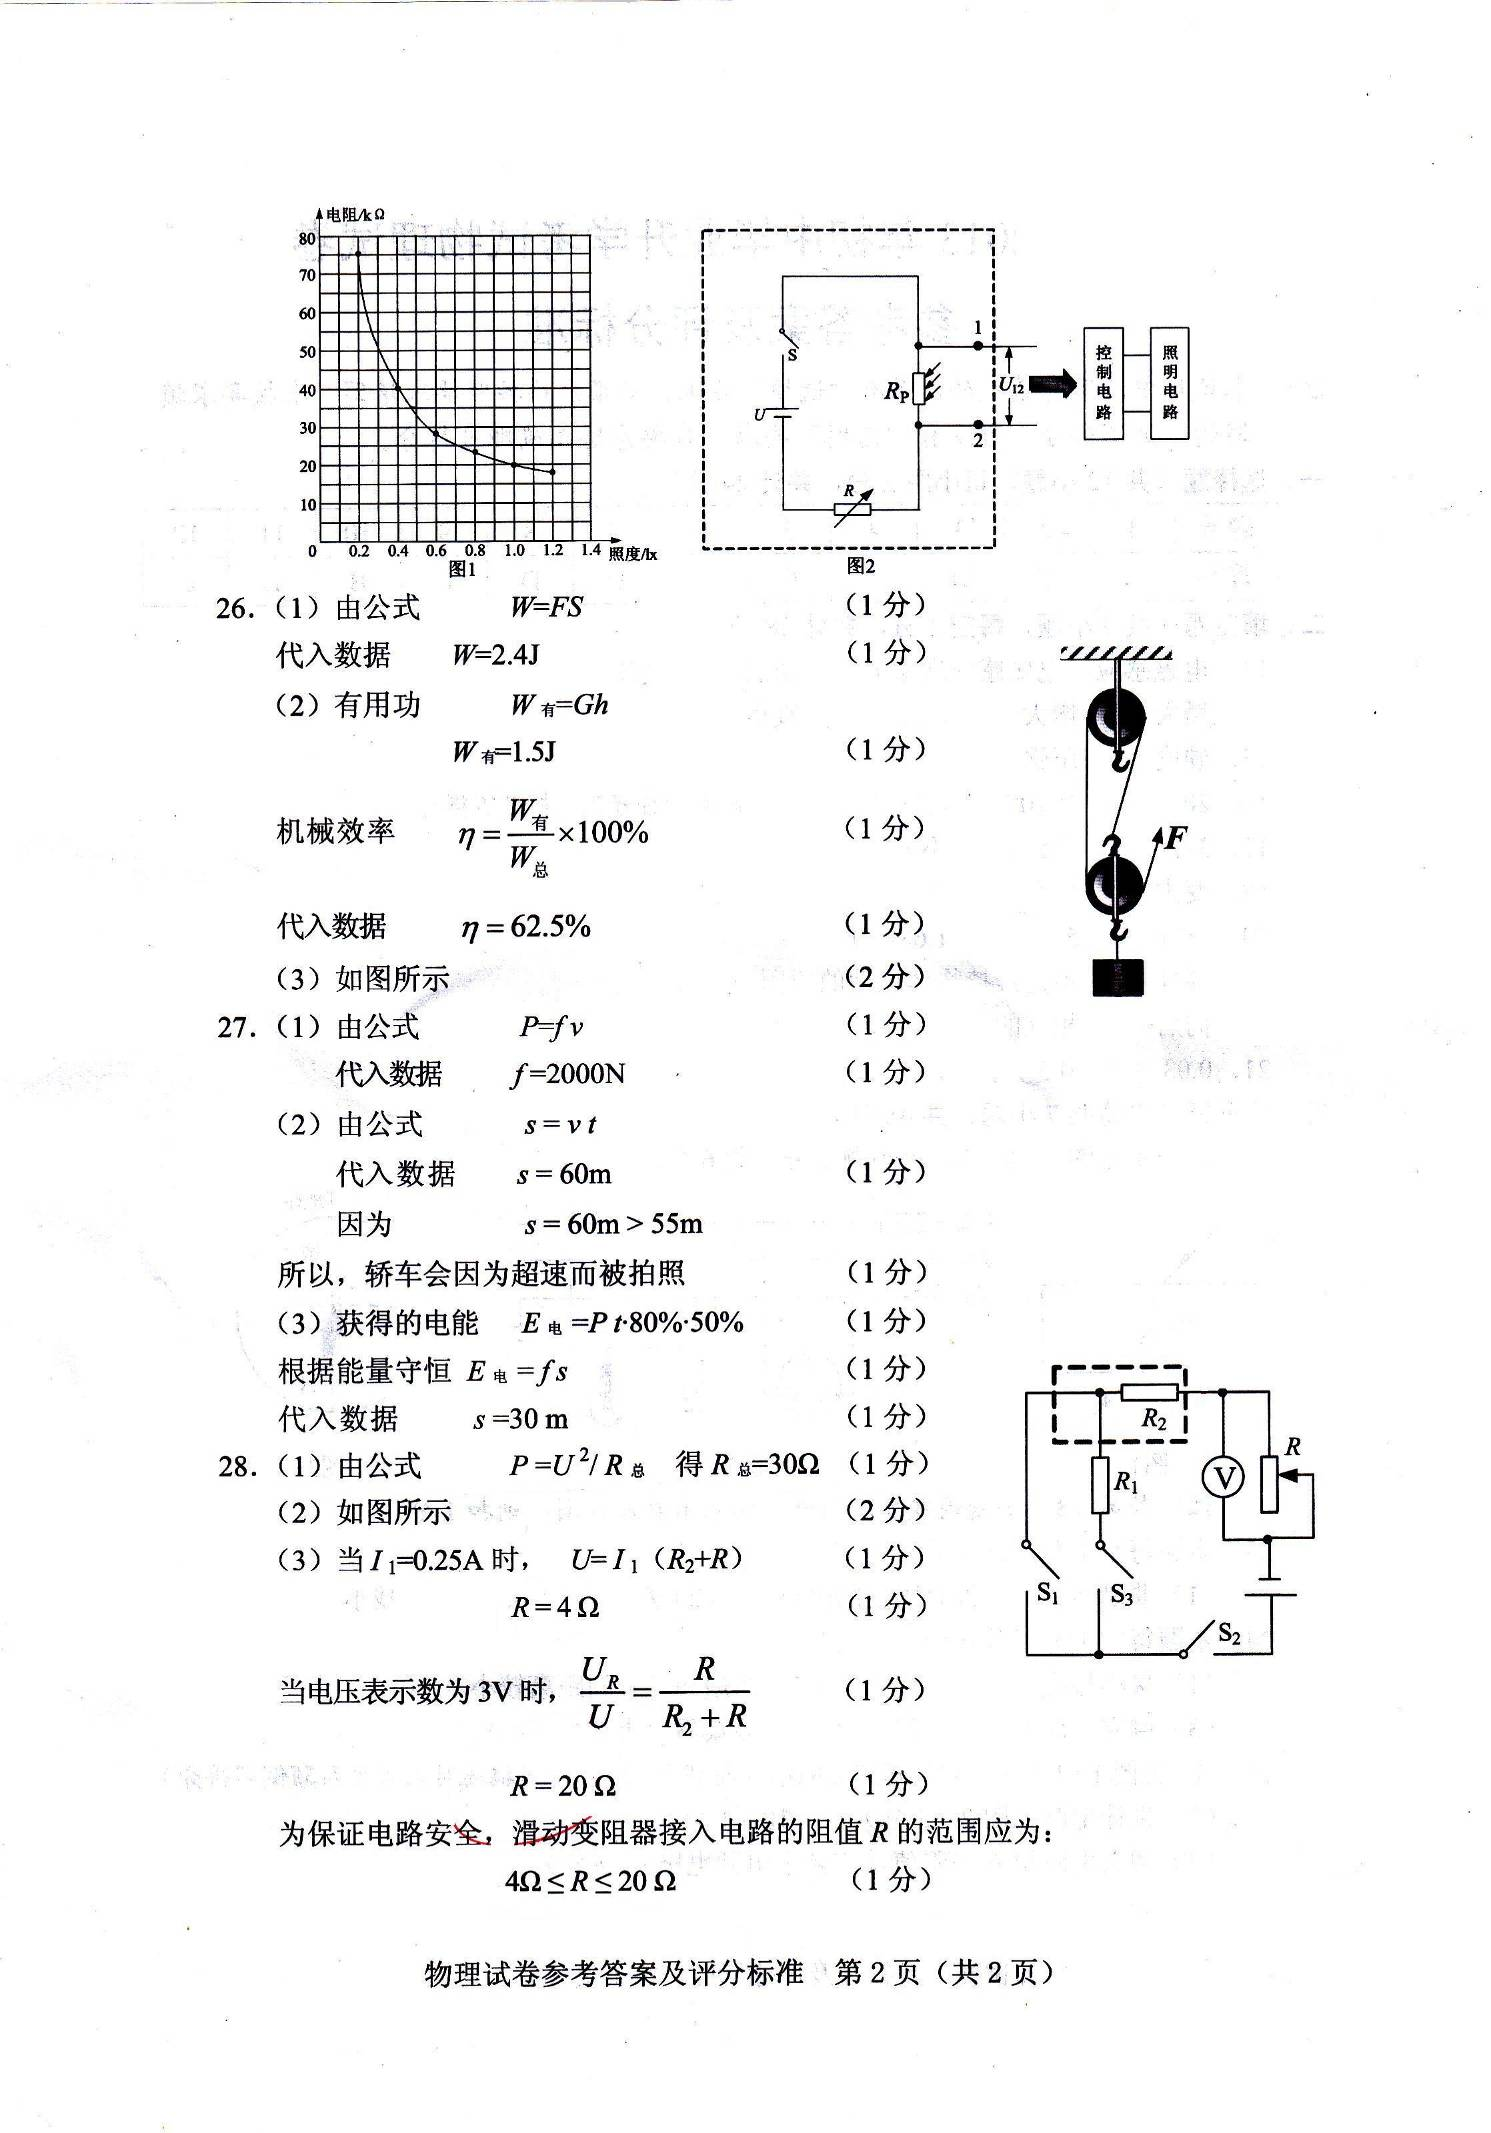 电阻/kΩ
80
70
60
50
40
30
20
10
0 0.2 0.4 0.6 0.8 1.0 1.2 1.4 照度/lx
图1
S
U
R
RP
1
2
U12
控制电路
照明电路
图2
26.（1）由公式 W=FS （1 分）
代入数据 W=2.4J （1 分）
（2）有用功 W有=Gh
W有=1.5J （1 分）
机械效率 η = W有/W总 ×100% （1 分）
代入数据 η = 62.5% （1 分）
（3）如图所示 （2 分）
F
27.（1）由公式 P=f v （1 分）
代入数据 f=2000N （1 分）
（2）由公式 s = v t
代入数据 s = 60m （1 分）
因为 s = 60m > 55m
所以，轿车会因为超速而被拍照 （1 分）
（3）获得的电能 E电 =P t·80%·50% （1 分）
根据能量守恒 E电 =f s （1 分）
代入数据 s =30 m （1 分）
28.（1）由公式 P =U²/ R总 得 R总=30Ω （1 分）
（2）如图所示 （2 分）
（3）当 I1=0.25A 时， U= I1（R2+R） （1 分）
R = 4 Ω （1 分）
当电压表示数为 3V 时， UR/U = R/(R2 + R) （1 分）
R = 20 Ω （1 分）
为保证电路安全，滑动变阻器接入电路的阻值 R 的范围应为：
4Ω ≤ R ≤ 20 Ω （1 分）
R2
R
R1
V
S1
S3
S2
物理试卷参考答案及评分标准 第 2 页（共 2 页）